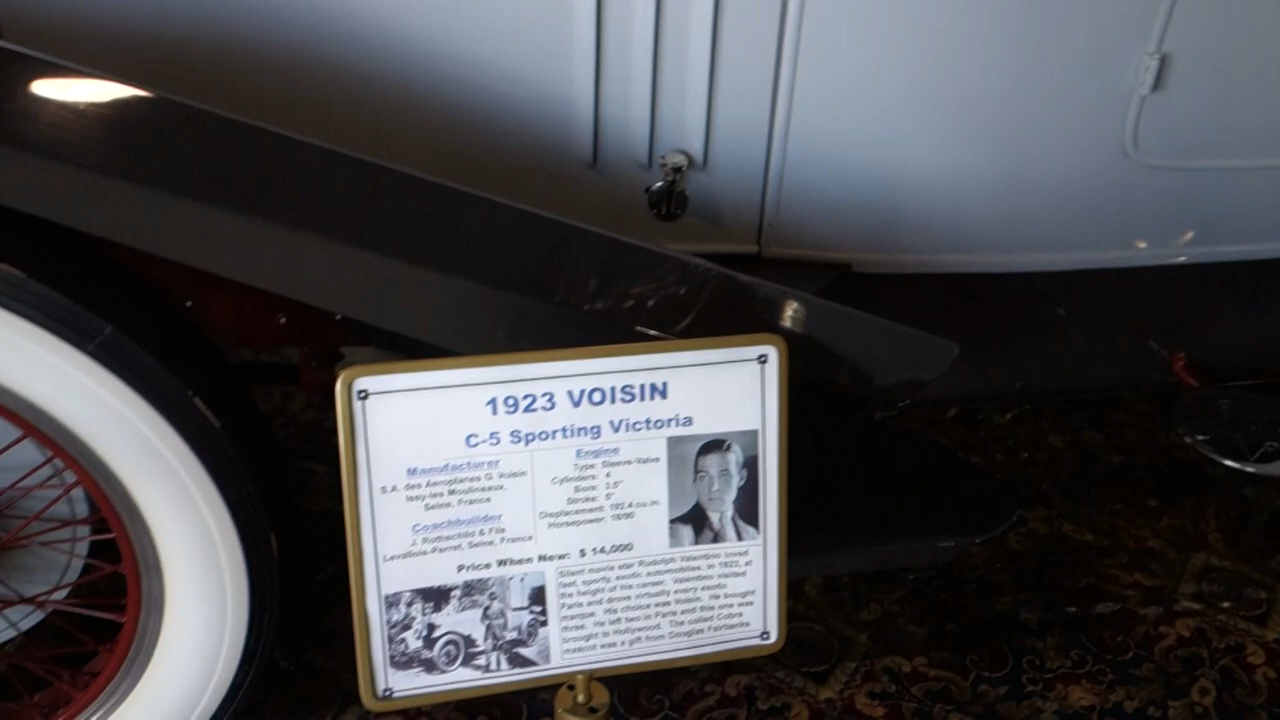 1923 VOISIN
C-5 Sporting Victoria
Manufacturer
S.A. des Aeroplanes G. Voisin
Issy-les Moulineaux,
Seine, France
Coachbuilder
J. Rothschild & Fils
Levallois-Perret, Seine, France
Engine
Type: Sleeve-Valve
Cylinders: 4
Bore: 3.5"
Stroke: 5"
Displacement: 192.4 cu.in.
Horsepower: 18/90
Price When New: $ 14,000
Silent movie star Rudolph Valentino loved
fast, sporty, exotic automobiles. In 1923, at
the height of his career, Valentino visited
Paris and drove virtually every exotic
marque. His choice was Voisin. He bought
three. He left two in Paris and this one was
brought to Hollywood. The coiled Cobra
mascot was a gift from Douglas Fairbanks.